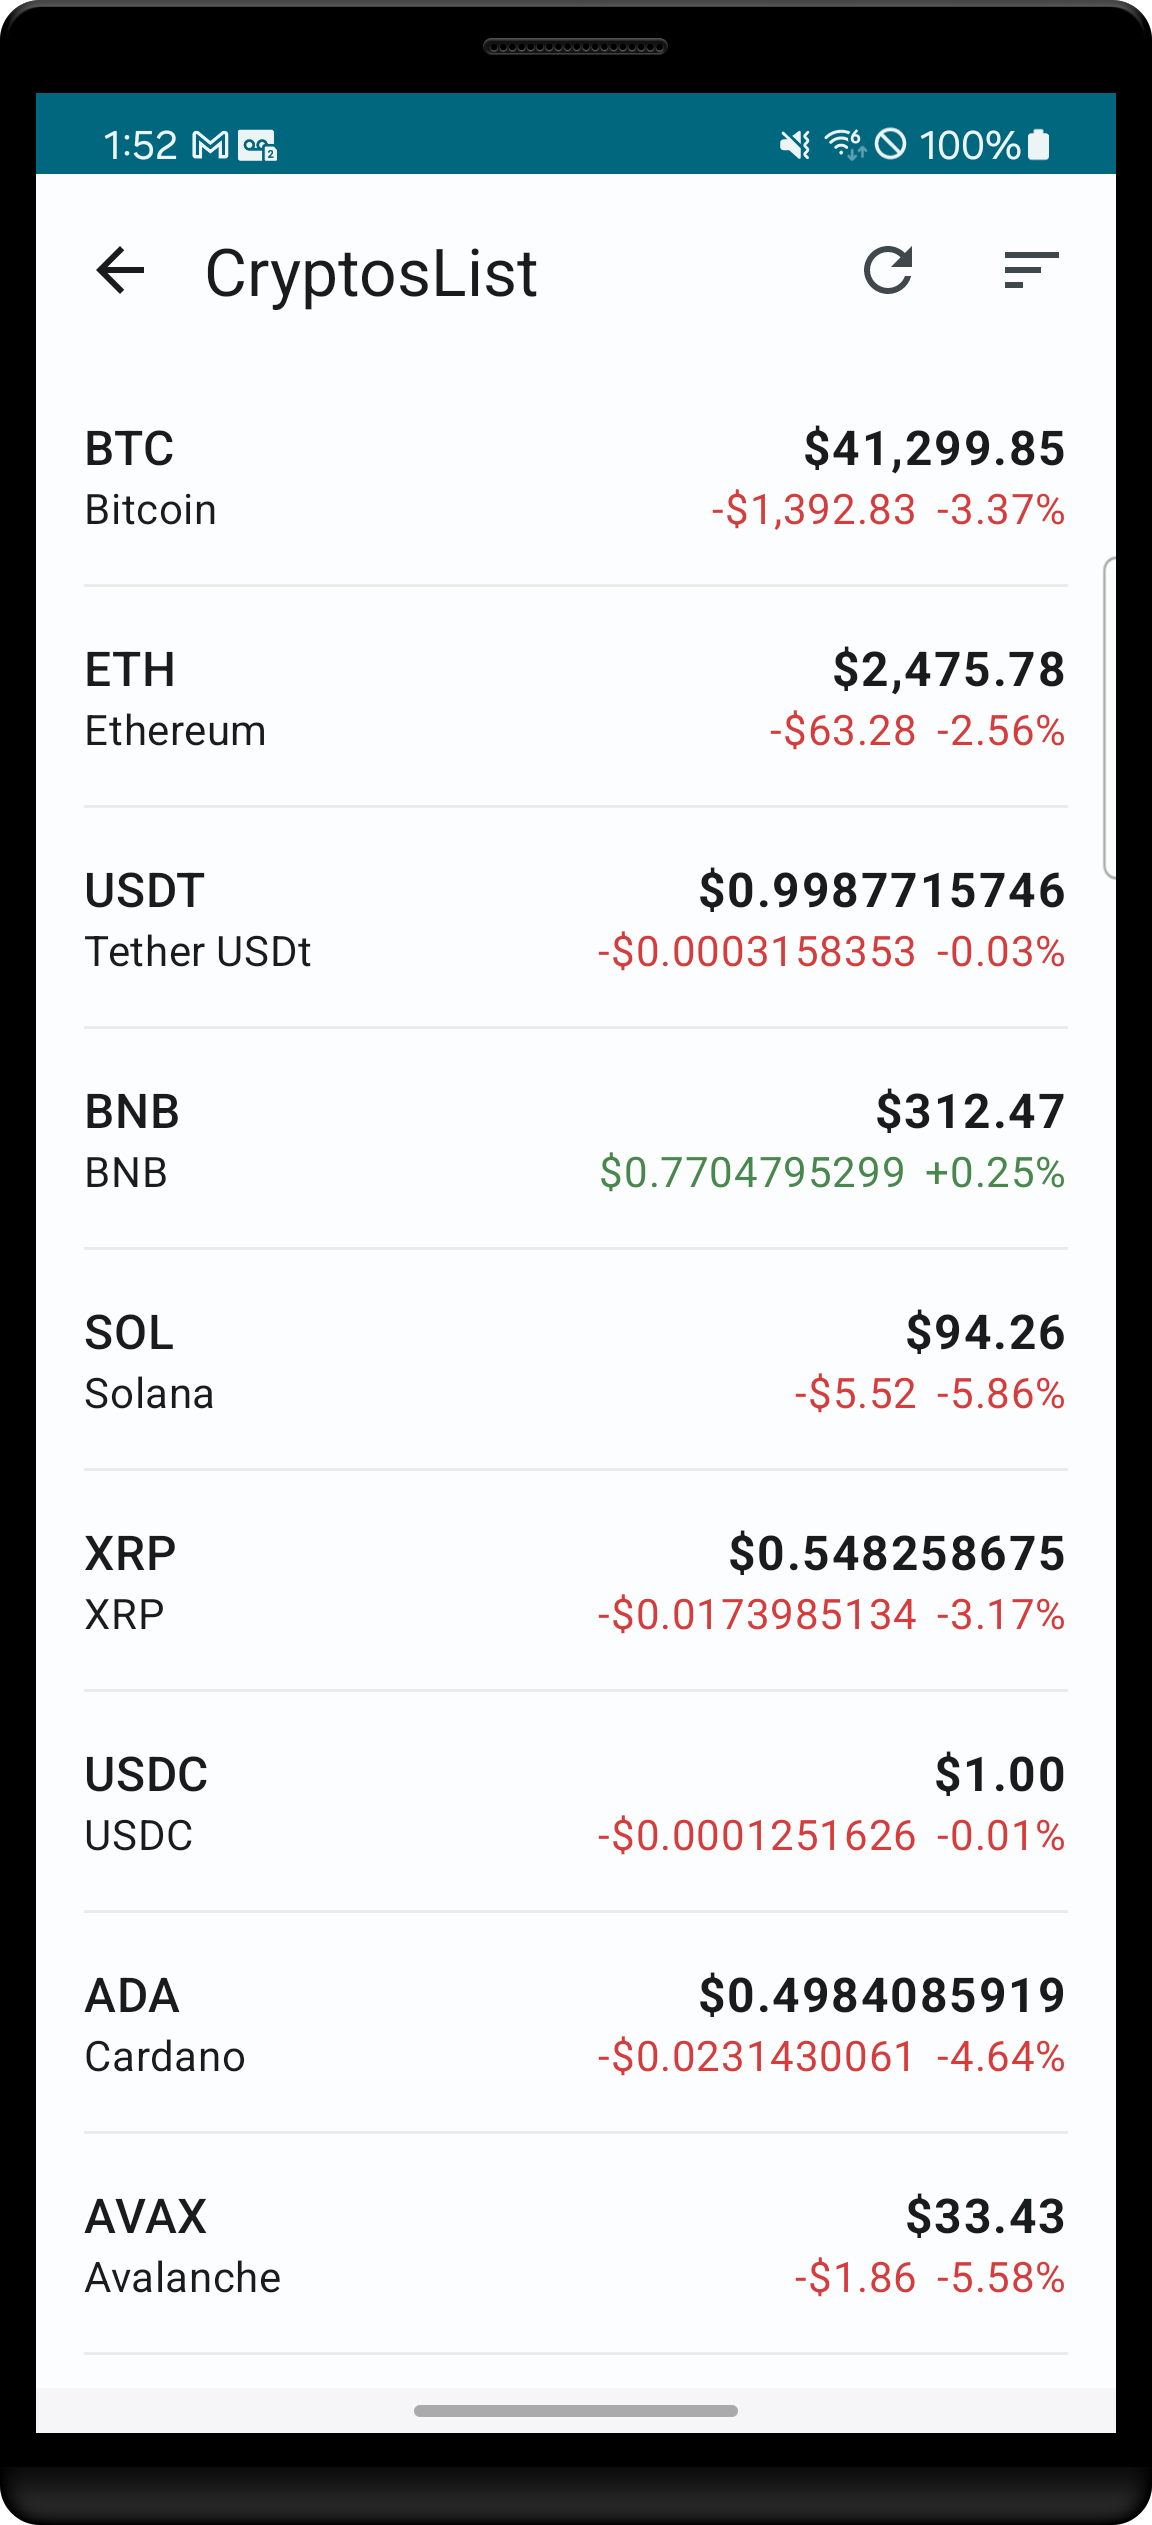 1:52 2 6 100%
CryptosList
BTC $41,299.85
Bitcoin -$1,392.83 -3.37%
ETH $2,475.78
Ethereum -$63.28 -2.56%
USDT $0.9987715746
Tether USDt -$0.0003158353 -0.03%
BNB $312.47
BNB $0.7704795299 +0.25%
SOL $94.26
Solana -$5.52 -5.86%
XRP $0.548258675
XRP -$0.0173985134 -3.17%
USDC $1.00
USDC -$0.0001251626 -0.01%
ADA $0.4984085919
Cardano -$0.0231430061 -4.64%
AVAX $33.43
Avalanche -$1.86 -5.58%